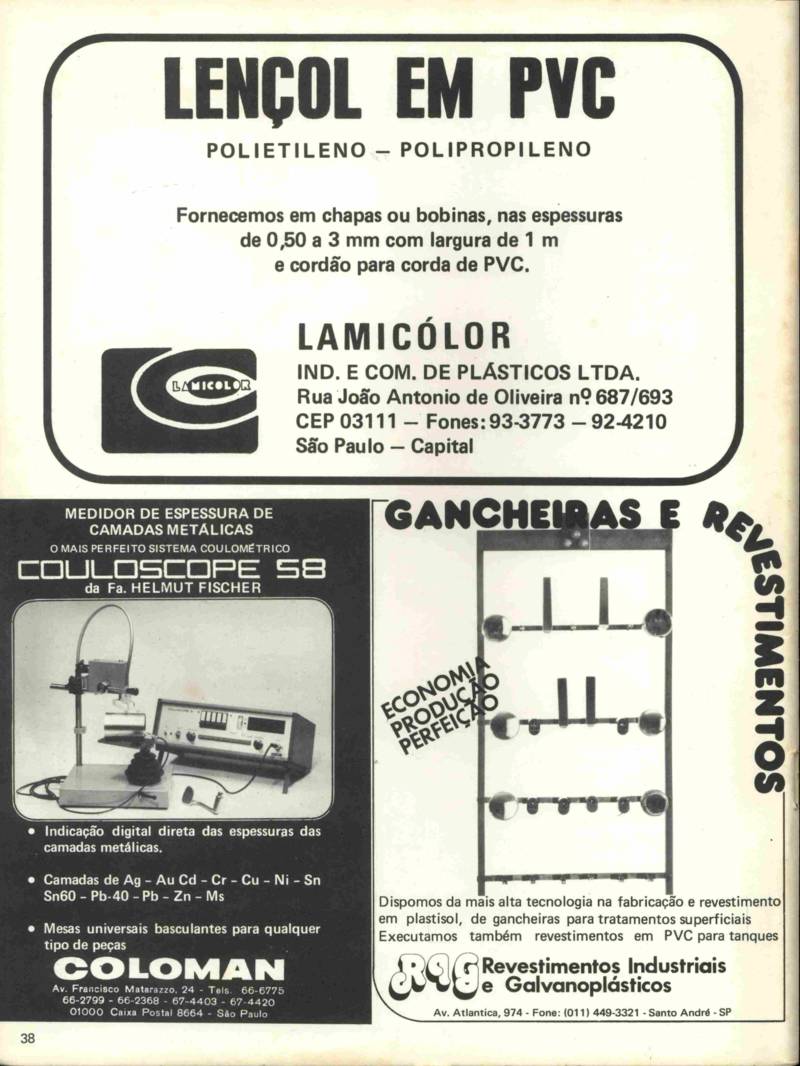 LENÇOL EM PVC
POLIETILENO — POLIPROPILENO
Fornecemos em chapas ou bobinas, nas espessuras
de 0,50 a 3 mm com largura de 1 m
e cordão para corda de PVC.
LAMICOLOR
LAMICÓLOR
IND. E COM. DE PLÁSTICOS LTDA.
Rua João Antonio de Oliveira nº 687/693
CEP 03111 — Fones: 93-3773 — 92-4210
São Paulo — Capital
MEDIDOR DE ESPESSURA DE
CAMADAS METÁLICAS
O MAIS PERFEITO SISTEMA COULOMÉTRICO
COULOSCOPE S8
da Fa. HELMUT FISCHER
• Indicação digital direta das espessuras das
camadas metálicas.
• Camadas de Ag - Au Cd - Cr - Cu - Ni - Sn
Sn60 - Pb-40 - Pb - Zn - Ms
• Mesas universais basculantes para qualquer
tipo de peças
COLOMAN
Av. Francisco Matarazzo, 24 - Tels. 66-6775
66-2799 - 66-2368 - 67-4403 - 67-4420
01000 Caixa Postal 8664 - São Paulo
GANCHEIRAS E REVESTIMENTOS
ECONOMIA
PRODUÇÃO
PERFEIÇÃO
Dispomos da mais alta tecnologia na fabricação e revestimento
em plastisol, de gancheiras para tratamentos superficiais
Executamos também revestimentos em PVC para tanques
Revestimentos Industriais
e Galvanoplásticos
Av. Atlantica, 974 - Fone: (011) 449-3321 - Santo André - SP
38